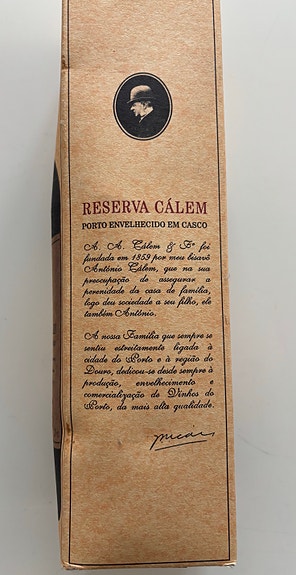 RESERVA CÁLEM
PORTO ENVELHECIDO EM CASCO
A. A. Cálem & Fº foi
fundada em 1859 por meu bisavô
António Cálem, que na sua
preocupação de assegurar a
perenidade da casa de família,
logo deu sociedade a seu filho, ele
também António.
A nossa Família que sempre se
sentiu estreitamente ligada à
cidade do Porto e à região do
Douro, dedicou-se desde sempre à
produção, envelhecimento e
comercialização de Vinhos do
Porto, da mais alta qualidade.